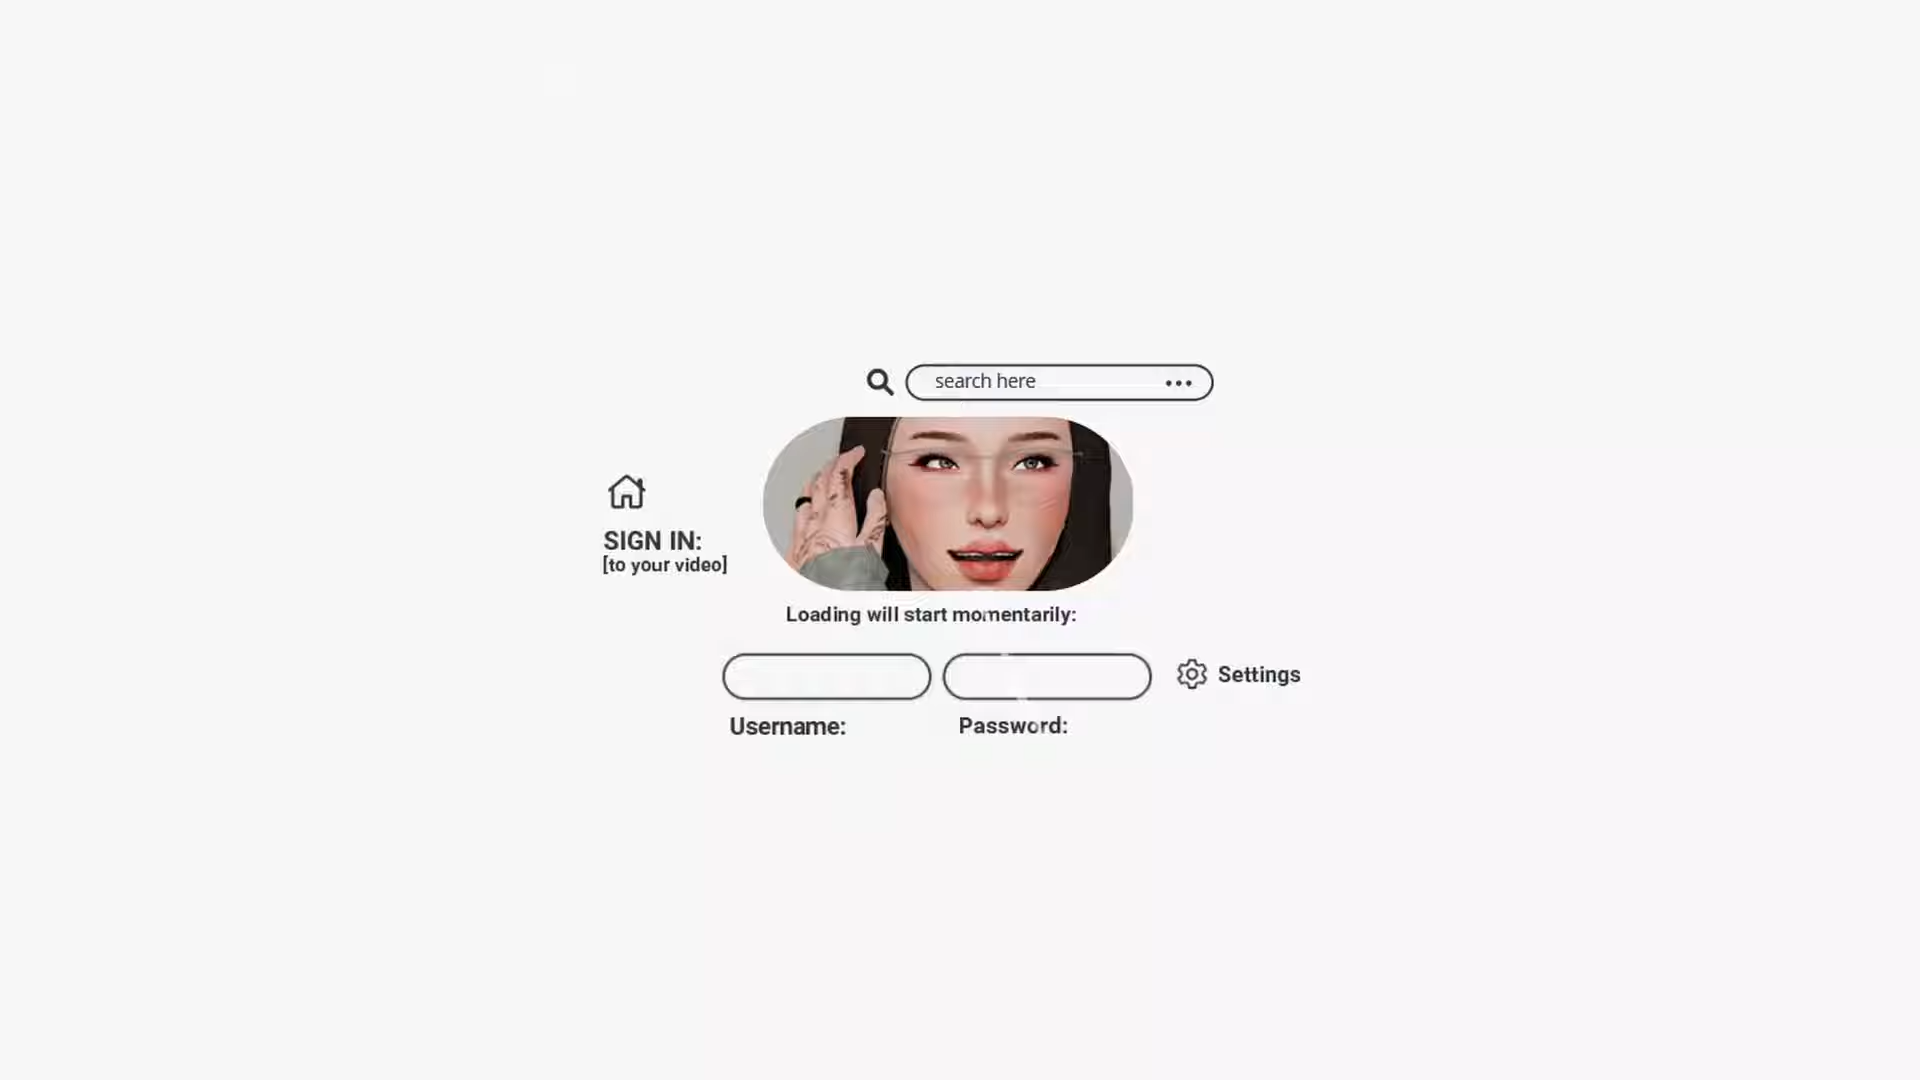 search here
SIGN IN:
[to your video]
Loading will start momentarily:
Settings
Username:
Password: